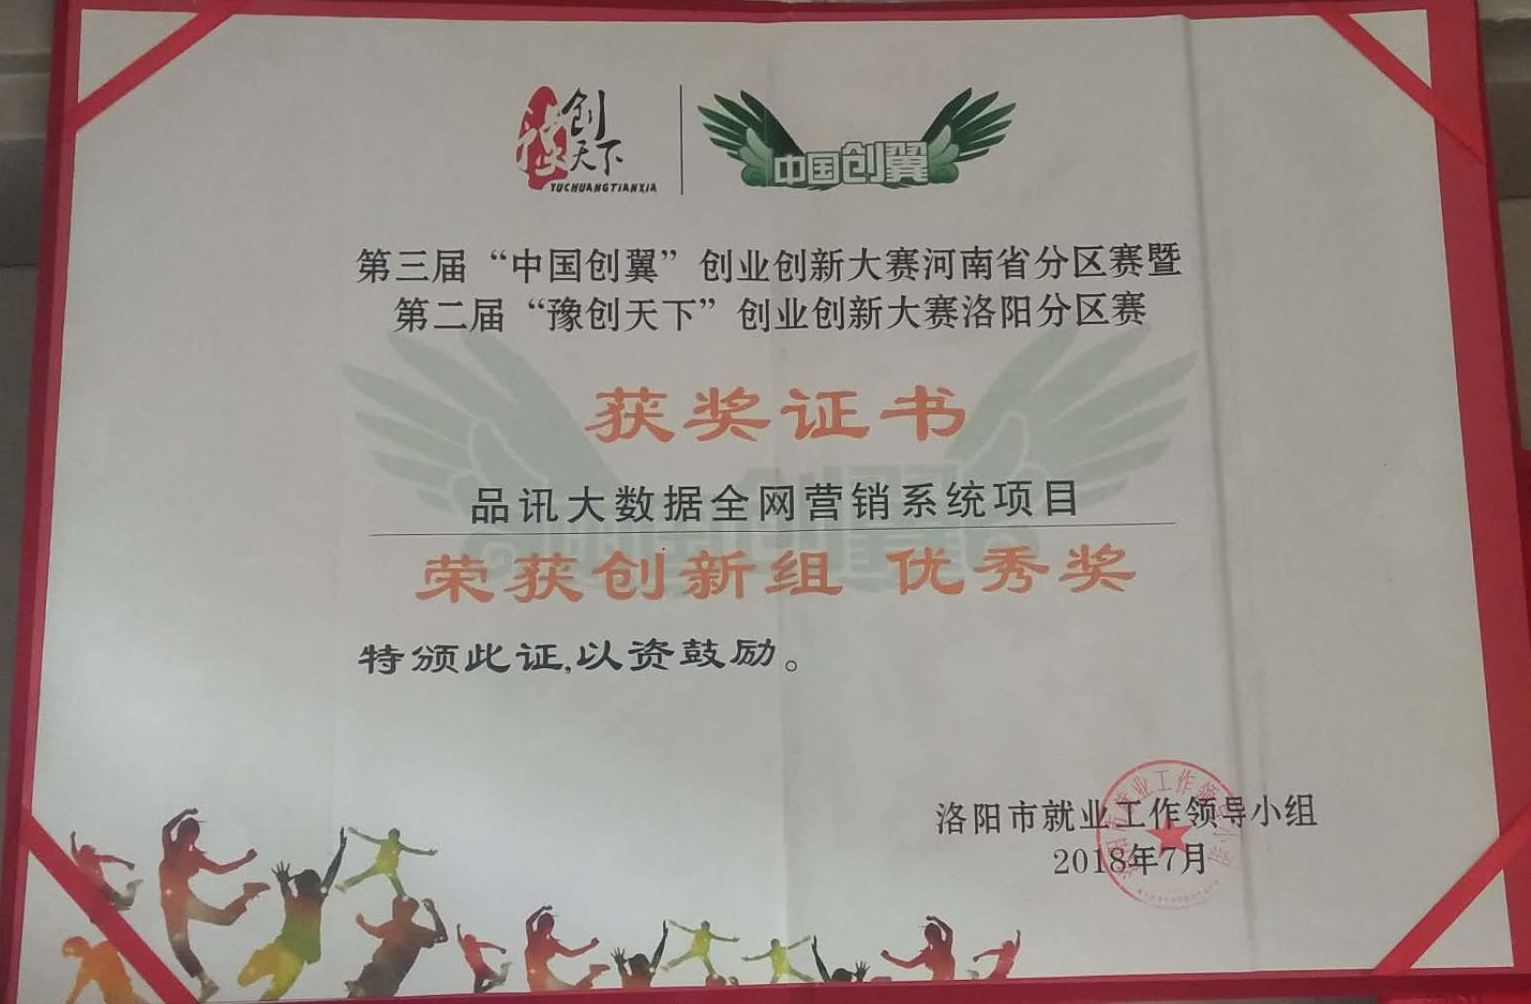 豫创天下
YUCHUANGTIANXIA
中国创翼
第三届“中国创翼”创业创新大赛河南省分区赛暨
第二届“豫创天下”创业创新大赛洛阳分区赛
获奖证书
品讯大数据全网营销系统项目
荣获创新组 优秀奖
特颁此证,以资鼓励。
洛阳市就业工作领导小组
2018年7月